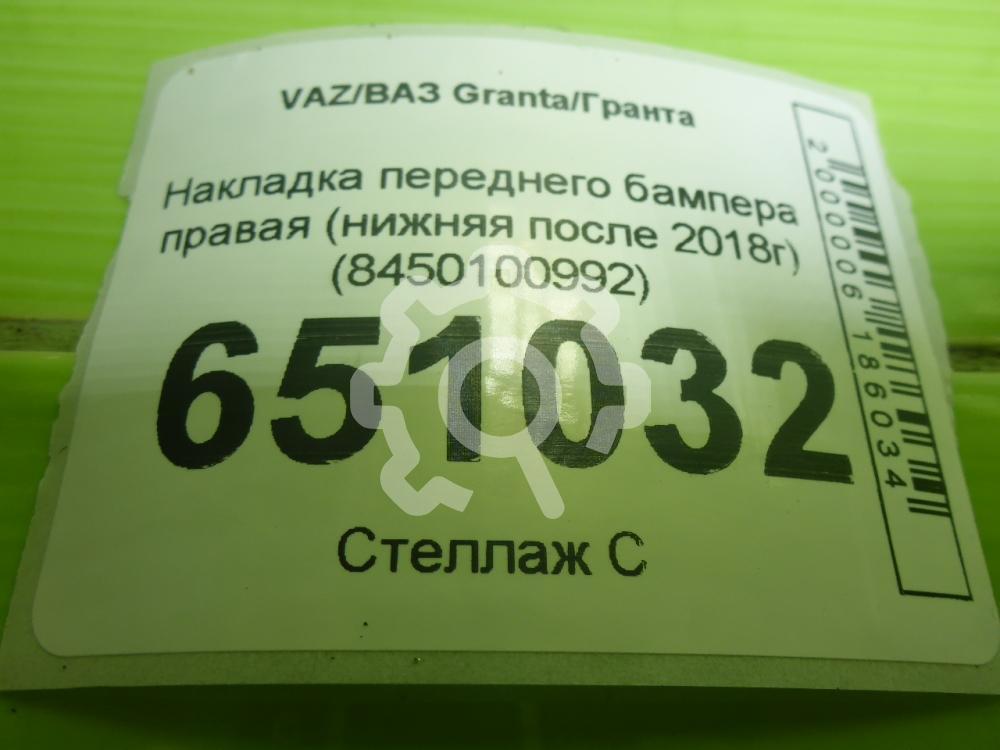 VAZ/ВАЗ Granta/Гранта
Накладка переднего бампера
правая (нижняя после 2018г)
(8450100992)
651032
Стеллаж С
2000006186034